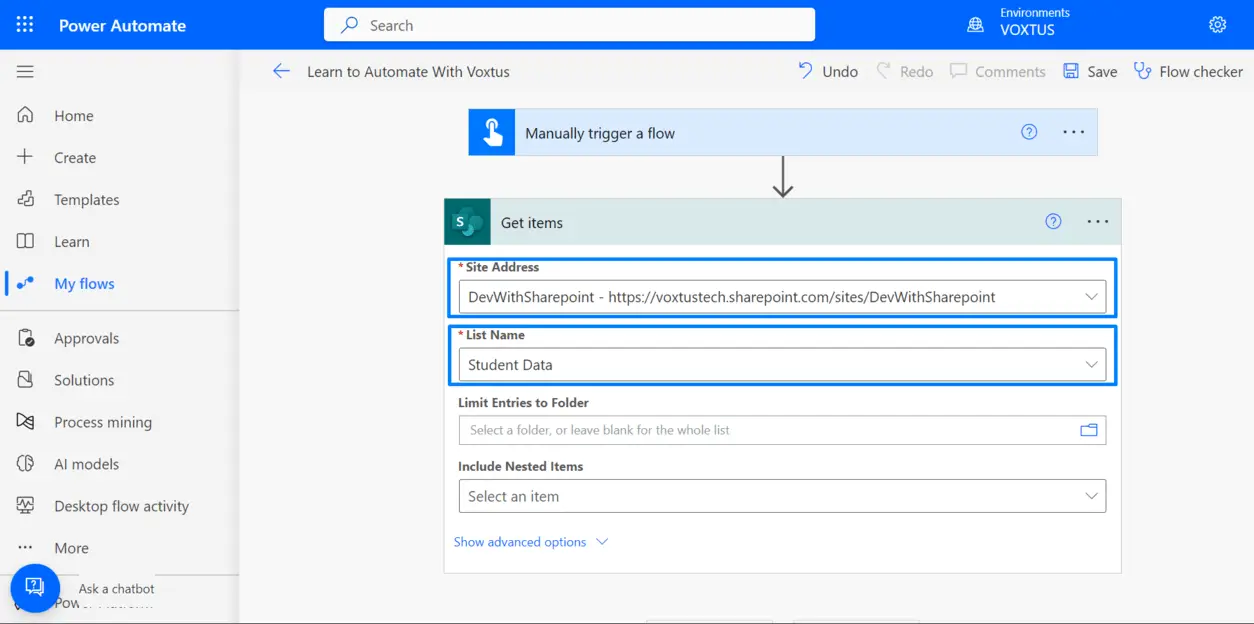 Power Automate
Search
Environments
VOXTUS
Learn to Automate With Voxtus
Undo
Redo
Comments
Save
Flow checker
Home
Create
Templates
Learn
My flows
Approvals
Solutions
Process mining
AI models
Desktop flow activity
More
Ask a chatbot
Manually trigger a flow
S
Get items
* Site Address
DevWithSharepoint - https://voxtustech.sharepoint.com/sites/DevWithSharepoint
* List Name
Student Data
Limit Entries to Folder
Select a folder, or leave blank for the whole list
Include Nested Items
Select an item
Show advanced options